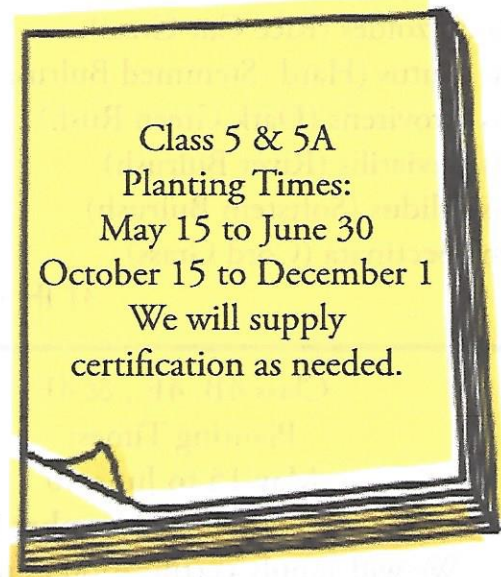 Class 5 & 5A
Planting Times:
May 15 to June 30
October 15 to December 1
We will supply
certification as needed.